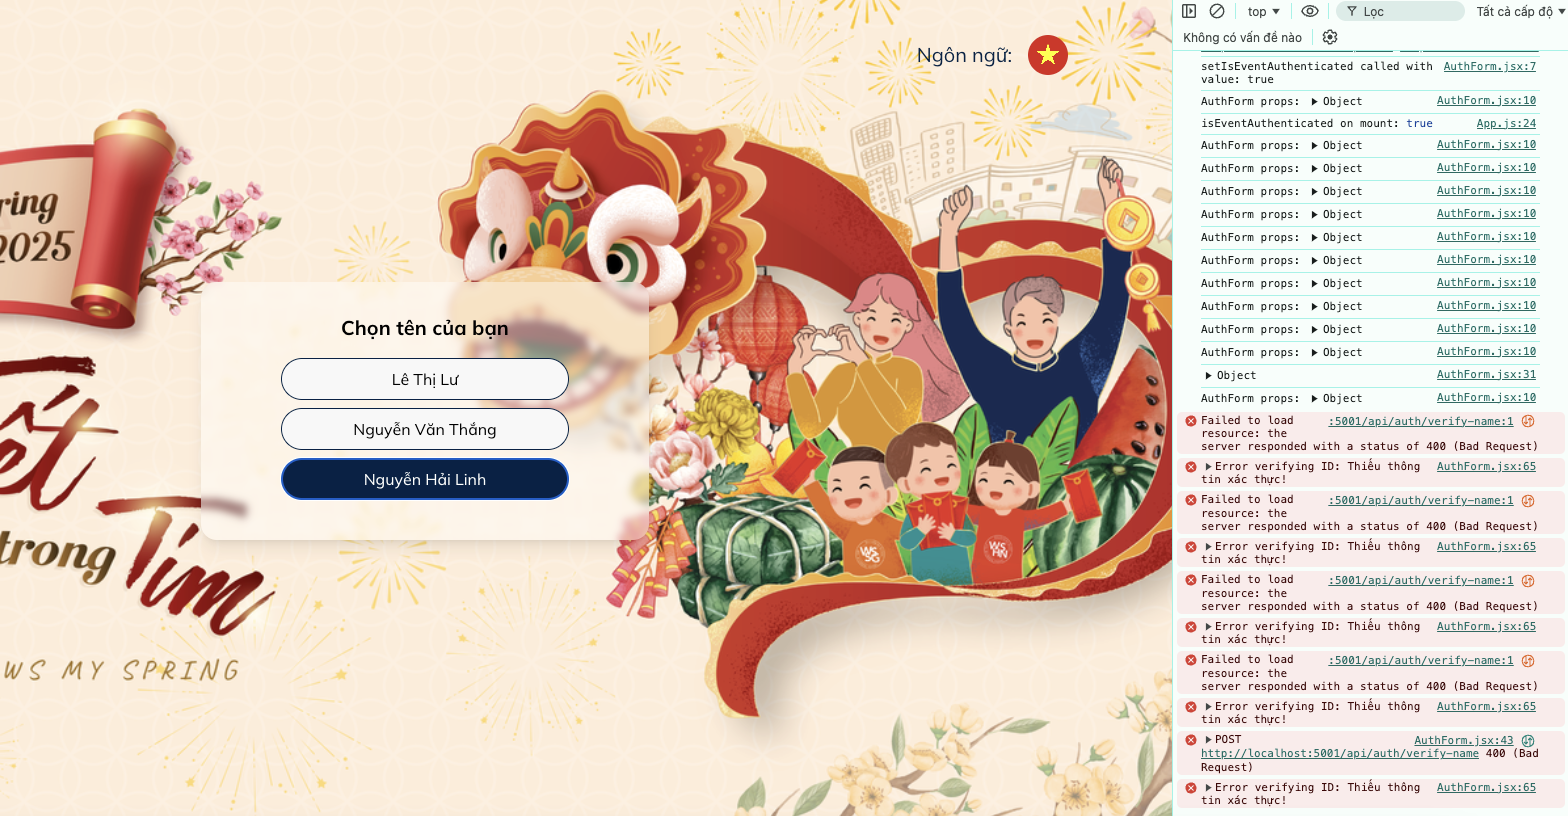 Ngôn ngữ:
ring
2025
Tết
trong Tim
WS MY SPRING
WS
SG
WS
HN
Chọn tên của bạn
Lê Thị Lư
Nguyễn Văn Thắng
Nguyễn Hải Linh
top
Lọc
Tất cả cấp độ
Không có vấn đề nào
setIsEventAuthenticated called with AuthForm.jsx:7
value: true
AuthForm props: Object AuthForm.jsx:10
isEventAuthenticated on mount: true App.js:24
AuthForm props: Object AuthForm.jsx:10
AuthForm props: Object AuthForm.jsx:10
AuthForm props: Object AuthForm.jsx:10
AuthForm props: Object AuthForm.jsx:10
AuthForm props: Object AuthForm.jsx:10
AuthForm props: Object AuthForm.jsx:10
AuthForm props: Object AuthForm.jsx:10
AuthForm props: Object AuthForm.jsx:10
AuthForm props: Object AuthForm.jsx:10
AuthForm props: Object AuthForm.jsx:10
Object AuthForm.jsx:31
AuthForm props: Object AuthForm.jsx:10
Failed to load :5001/api/auth/verify-name:1
resource: the
server responded with a status of 400 (Bad Request)
Error verifying ID: Thiếu thông AuthForm.jsx:65
tin xác thực!
Failed to load :5001/api/auth/verify-name:1
resource: the
server responded with a status of 400 (Bad Request)
Error verifying ID: Thiếu thông AuthForm.jsx:65
tin xác thực!
Failed to load :5001/api/auth/verify-name:1
resource: the
server responded with a status of 400 (Bad Request)
Error verifying ID: Thiếu thông AuthForm.jsx:65
tin xác thực!
Failed to load :5001/api/auth/verify-name:1
resource: the
server responded with a status of 400 (Bad Request)
Error verifying ID: Thiếu thông AuthForm.jsx:65
tin xác thực!
POST AuthForm.jsx:43
http://localhost:5001/api/auth/verify-name 400 (Bad
Request)
Error verifying ID: Thiếu thông AuthForm.jsx:65
tin xác thực!